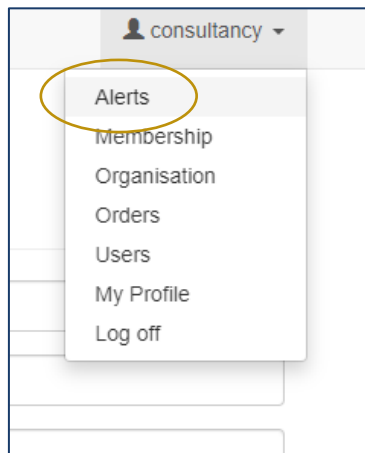 consultancy
Alerts
Membership
Organisation
Orders
Users
My Profile
Log off